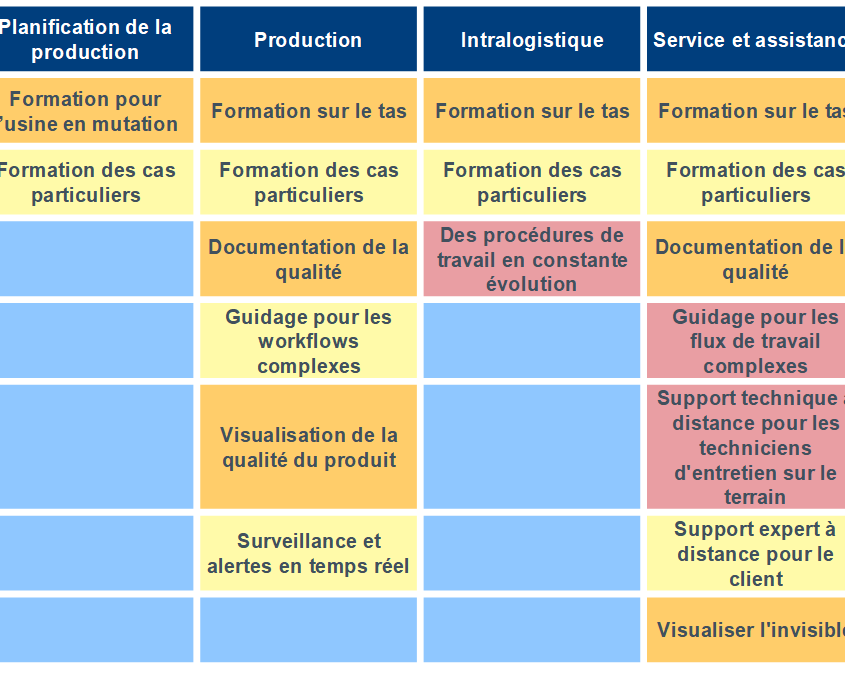 Planification de la
production
Production
Intralogistique
Service et assistanc
Formation pour
l'usine en mutation
Formation sur le tas
Formation sur le tas
Formation sur le tas
Formation des cas
particuliers
Formation des cas
particuliers
Formation des cas
particuliers
Formation des cas
particuliers
Documentation de la
qualité
Des procédures de
travail en constante
évolution
Documentation de l
qualité
Guidage pour les
workflows
complexes
Guidage pour les
flux de travail
complexes
Visualisation de la
qualité du produit
Support technique à
distance pour les
techniciens
d'entretien sur le
terrain
Surveillance et
alertes en temps réel
Support expert à
distance pour le
client
Visualiser l'invisible